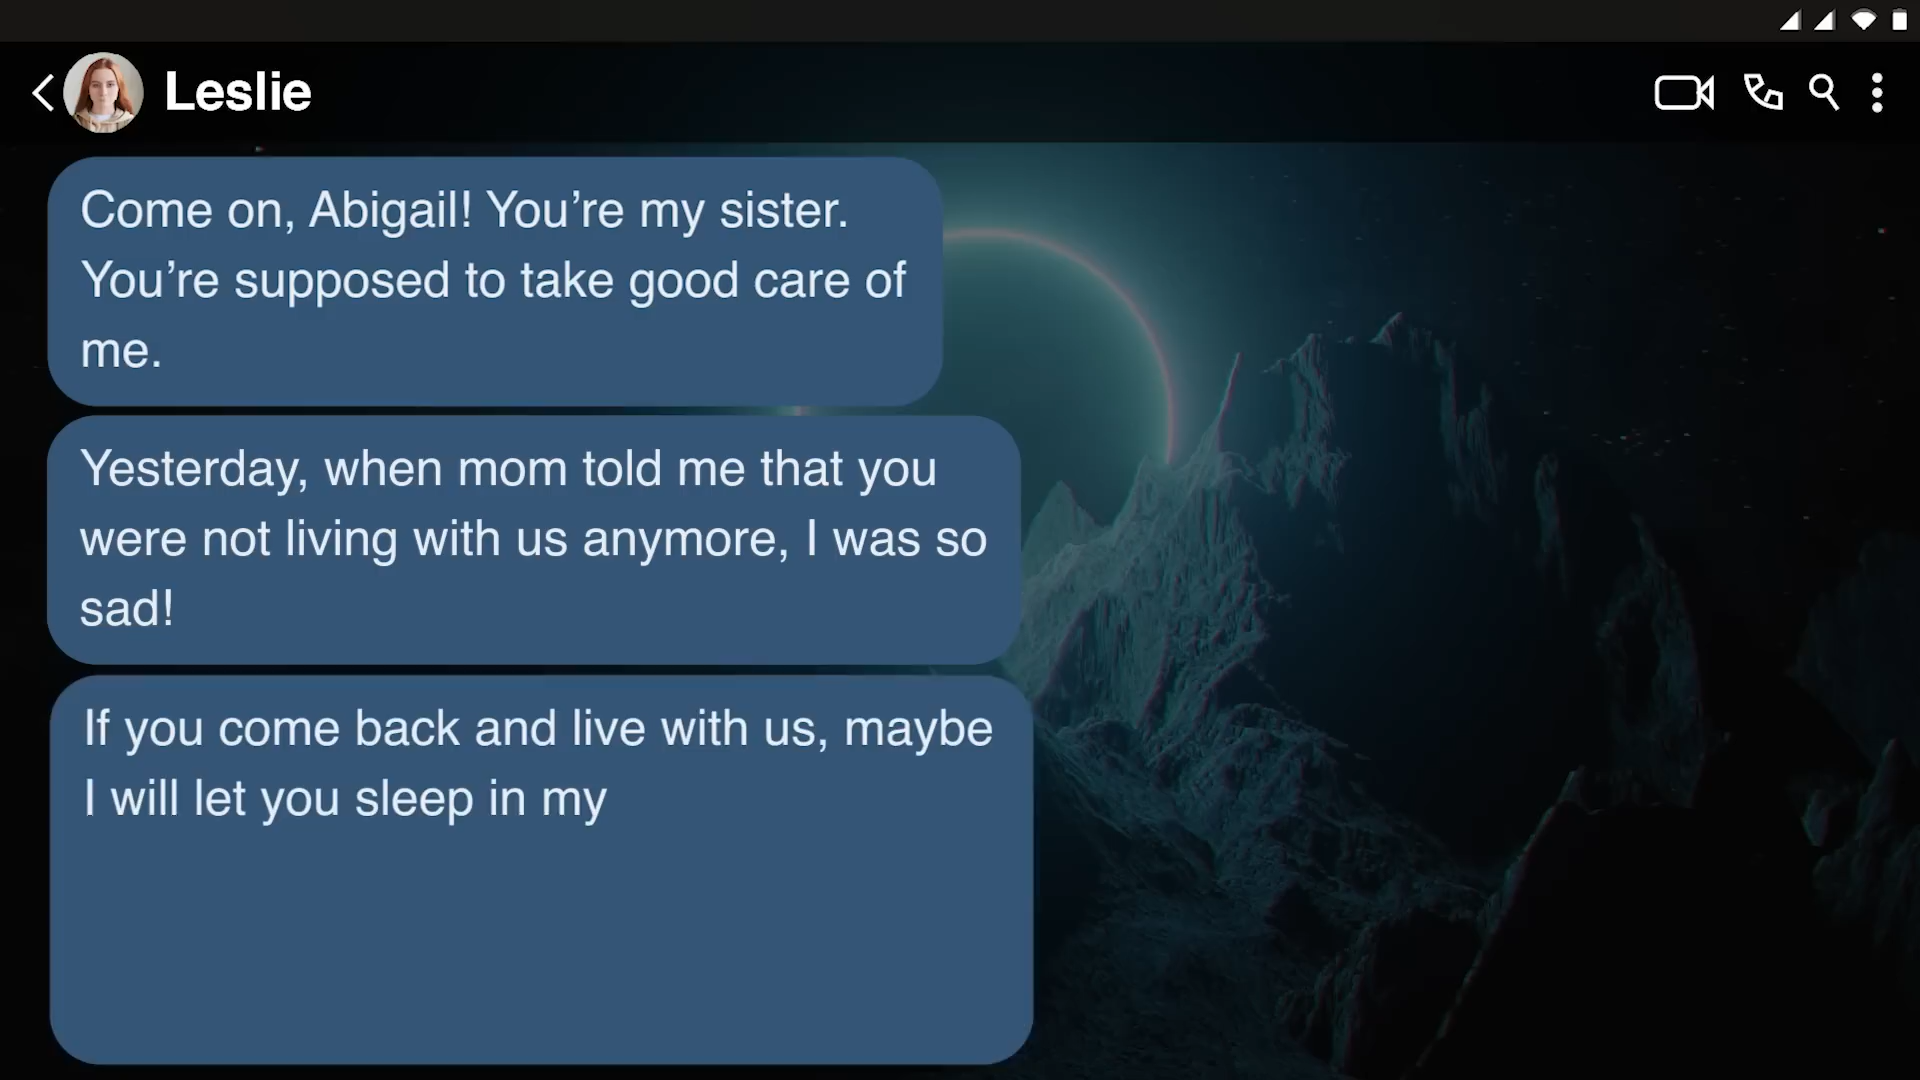 Leslie
Come on, Abigail! You’re my sister.
You’re supposed to take good care of
me.
Yesterday, when mom told me that you
were not living with us anymore, I was so
sad!
If you come back and live with us, maybe
I will let you sleep in my